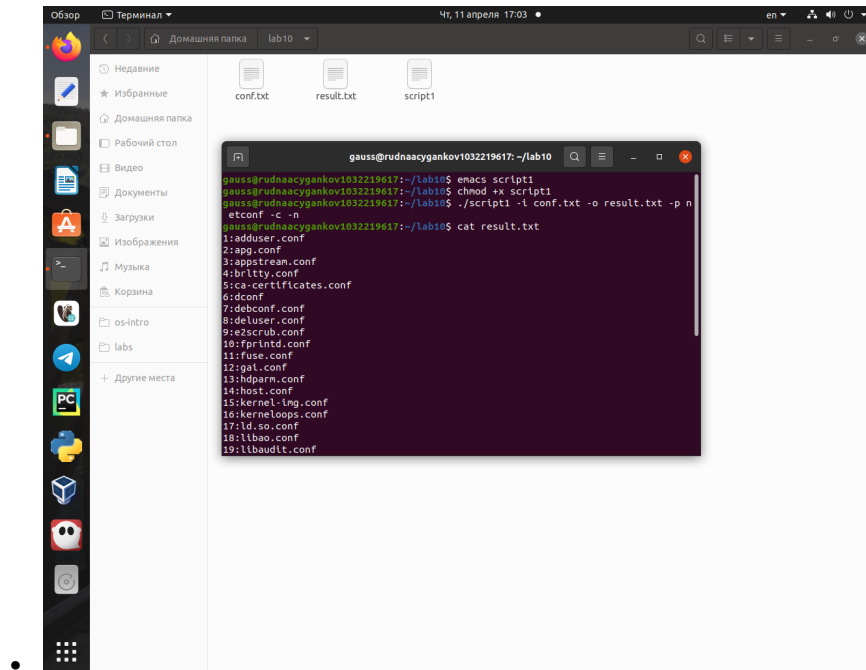 Обзор
Терминал
Чт, 11 апреля 17:03
en
Домашняя папка
lab10
Недавние
Избранные
Домашняя папка
Рабочий стол
Видео
Документы
Загрузки
Изображения
Музыка
Корзина
os-intro
labs
+ Другие места
conf.txt
result.txt
script1
gauss@rudnaacygankov1032219617: ~/lab10
gauss@rudnaacygankov1032219617:~/lab10$ emacs script1
gauss@rudnaacygankov1032219617:~/lab10$ chmod +x script1
gauss@rudnaacygankov1032219617:~/lab10$ ./script1 -i conf.txt -o result.txt -p n
etconf -c -n
gauss@rudnaacygankov1032219617:~/lab10$ cat result.txt
1:adduser.conf
2:apg.conf
3:appstream.conf
4:brltty.conf
5:ca-certificates.conf
6:dconf
7:debconf.conf
8:deluser.conf
9:e2scrub.conf
10:fprintd.conf
11:fuse.conf
12:gai.conf
13:hdparm.conf
14:host.conf
15:kernel-img.conf
16:kerneloops.conf
17:ld.so.conf
18:libao.conf
19:libaudit.conf
PC